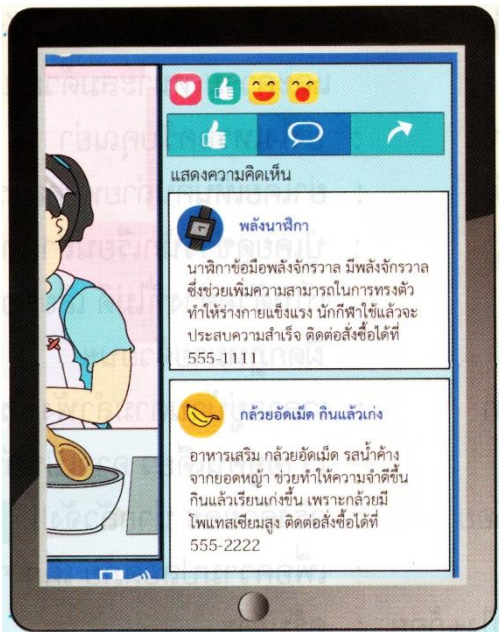 แสดงความคิดเห็น
พลังนาฬิกา
นาฬิกาข้อมือพลังจักรวาล มีพลังจักรวาล
ซึ่งช่วยเพิ่มความสามารถในการทรงตัว
ทำให้ร่างกายแข็งแรง นักกีฬาใช้แล้วจะ
ประสบความสำเร็จ ติดต่อสั่งซื้อได้ที่
555-1111
กล้วยอัดเม็ด กินแล้วเก่ง
อาหารเสริม กล้วยอัดเม็ด รสน้ำค้าง
จากยอดหญ้า ช่วยทำให้ความจำดีขึ้น
กินแล้วเรียนเก่งขึ้น เพราะกล้วยมี
โพแทสเซียมสูง ติดต่อสั่งซื้อได้ที่
555-2222